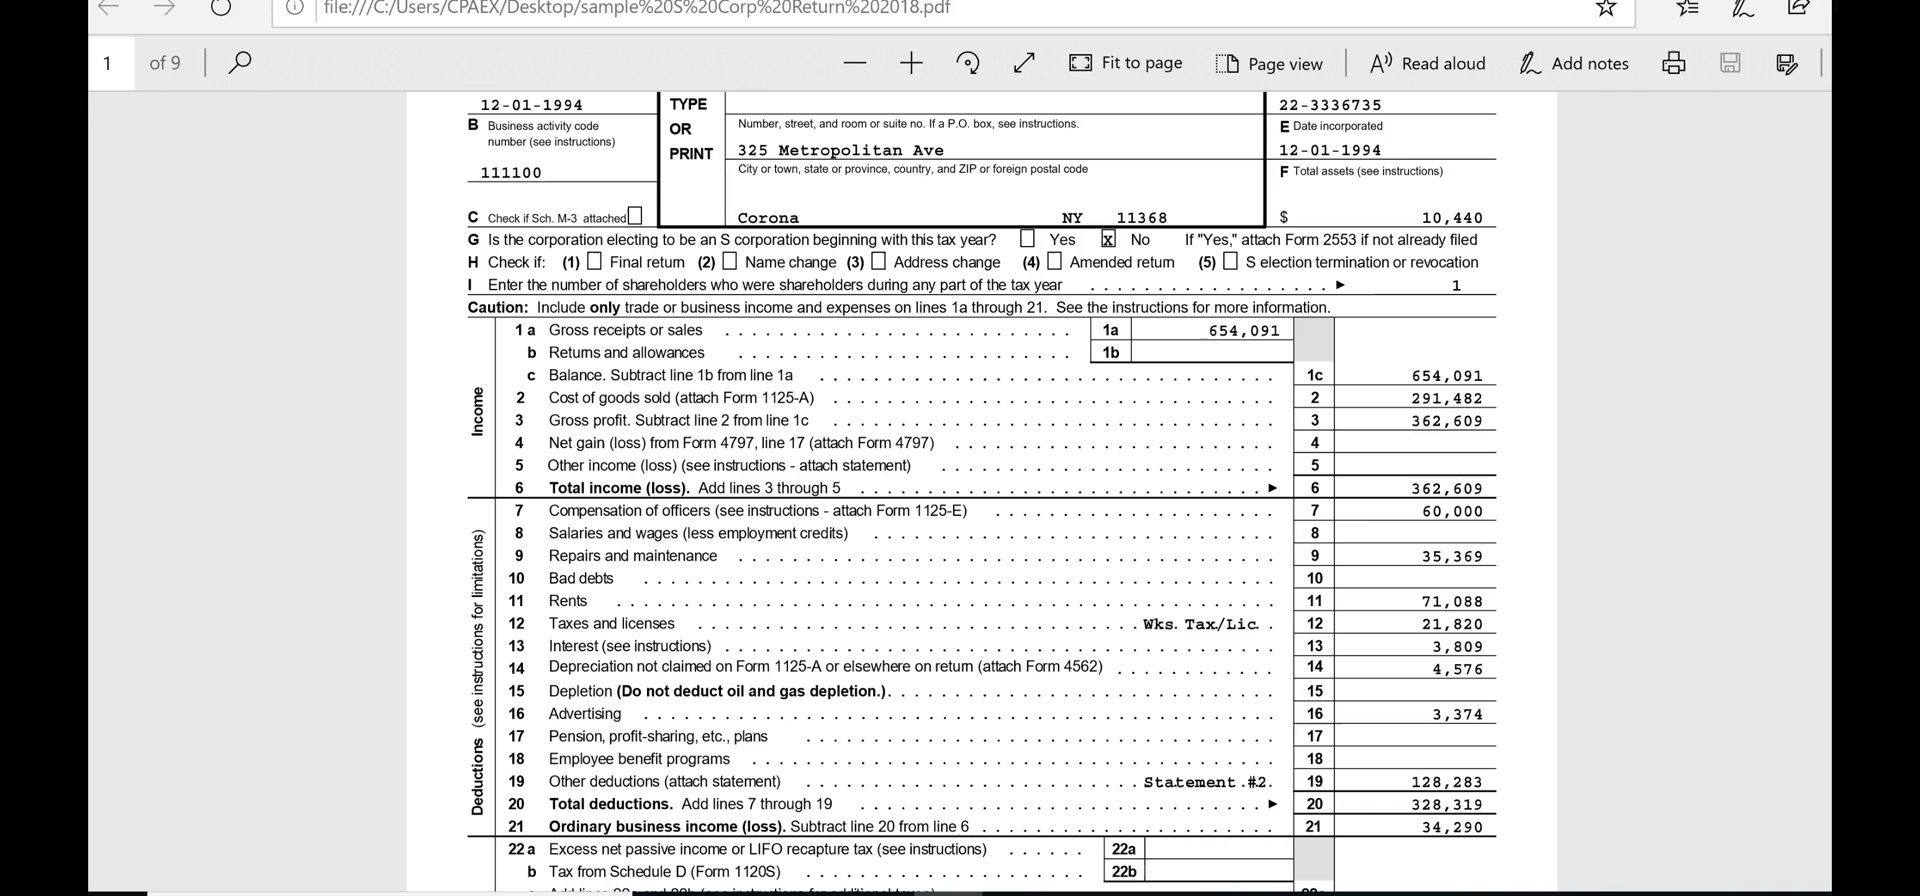 file:///C:/Users/CPAEX/Desktop/sample%20S%20Corp%20Return%202018.pdf
1 of 9 Fit to page Page view Read aloud Add notes
12-01-1994 TYPE 22-3336735
B Business activity code OR Number, street, and room or suite no. If a P.O. box, see instructions. E Date incorporated
number (see instructions) PRINT 325 Metropolitan Ave 12-01-1994
111100 City or town, state or province, country, and ZIP or foreign postal code F Total assets (see instructions)
C Check if Sch. M-3 attached Corona NY 11368 $ 10,440
G Is the corporation electing to be an S corporation beginning with this tax year? Yes x No If "Yes," attach Form 2553 if not already filed
H Check if: (1) Final return (2) Name change (3) Address change (4) Amended return (5) S election termination or revocation
I Enter the number of shareholders who were shareholders during any part of the tax year 1
Caution: Include only trade or business income and expenses on lines 1a through 21. See the instructions for more information.
Income
1 a Gross receipts or sales 1a 654,091
b Returns and allowances 1b
c Balance. Subtract line 1b from line 1a 1c 654,091
2 Cost of goods sold (attach Form 1125-A) 2 291,482
3 Gross profit. Subtract line 2 from line 1c 3 362,609
4 Net gain (loss) from Form 4797, line 17 (attach Form 4797) 4
5 Other income (loss) (see instructions - attach statement) 5
6 Total income (loss). Add lines 3 through 5 6 362,609
Deductions (see instructions for limitations)
7 Compensation of officers (see instructions - attach Form 1125-E) 7 60,000
8 Salaries and wages (less employment credits) 8
9 Repairs and maintenance 9 35,369
10 Bad debts 10
11 Rents 11 71,088
12 Taxes and licenses Wks. Tax/Lic. 12 21,820
13 Interest (see instructions) 13 3,809
14 Depreciation not claimed on Form 1125-A or elsewhere on return (attach Form 4562) 14 4,576
15 Depletion (Do not deduct oil and gas depletion.) 15
16 Advertising 16 3,374
17 Pension, profit-sharing, etc., plans 17
18 Employee benefit programs 18
19 Other deductions (attach statement) Statement #2 19 128,283
20 Total deductions. Add lines 7 through 19 20 328,319
21 Ordinary business income (loss). Subtract line 20 from line 6 21 34,290
22 a Excess net passive income or LIFO recapture tax (see instructions) 22a
b Tax from Schedule D (Form 1120S) 22b